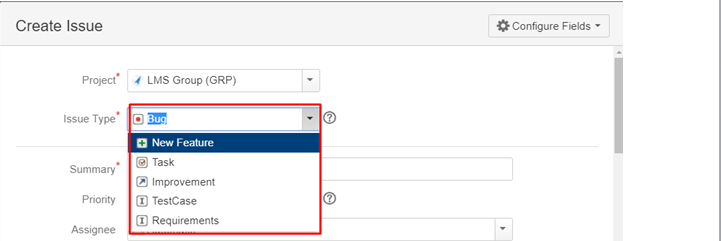 Create Issue
Configure Fields
Project* LMS Group (GRP)
Issue Type* Bug
New Feature
Task
Summary*
Improvement
Priority
TestCase
Requirements
Assignee